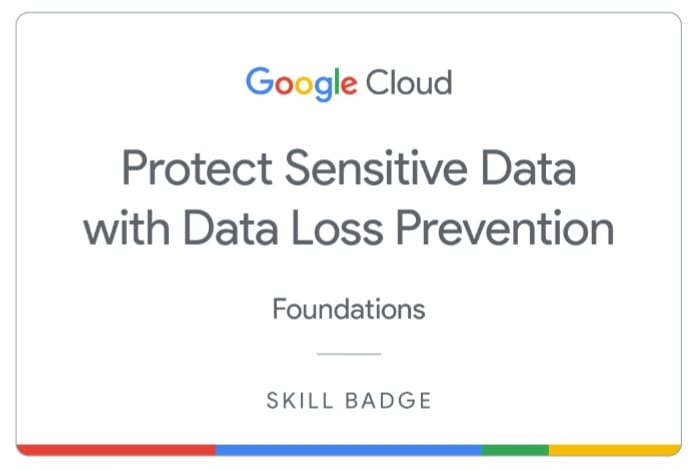 Google Cloud
Protect Sensitive Data
with Data Loss Prevention
Foundations
SKILL BADGE